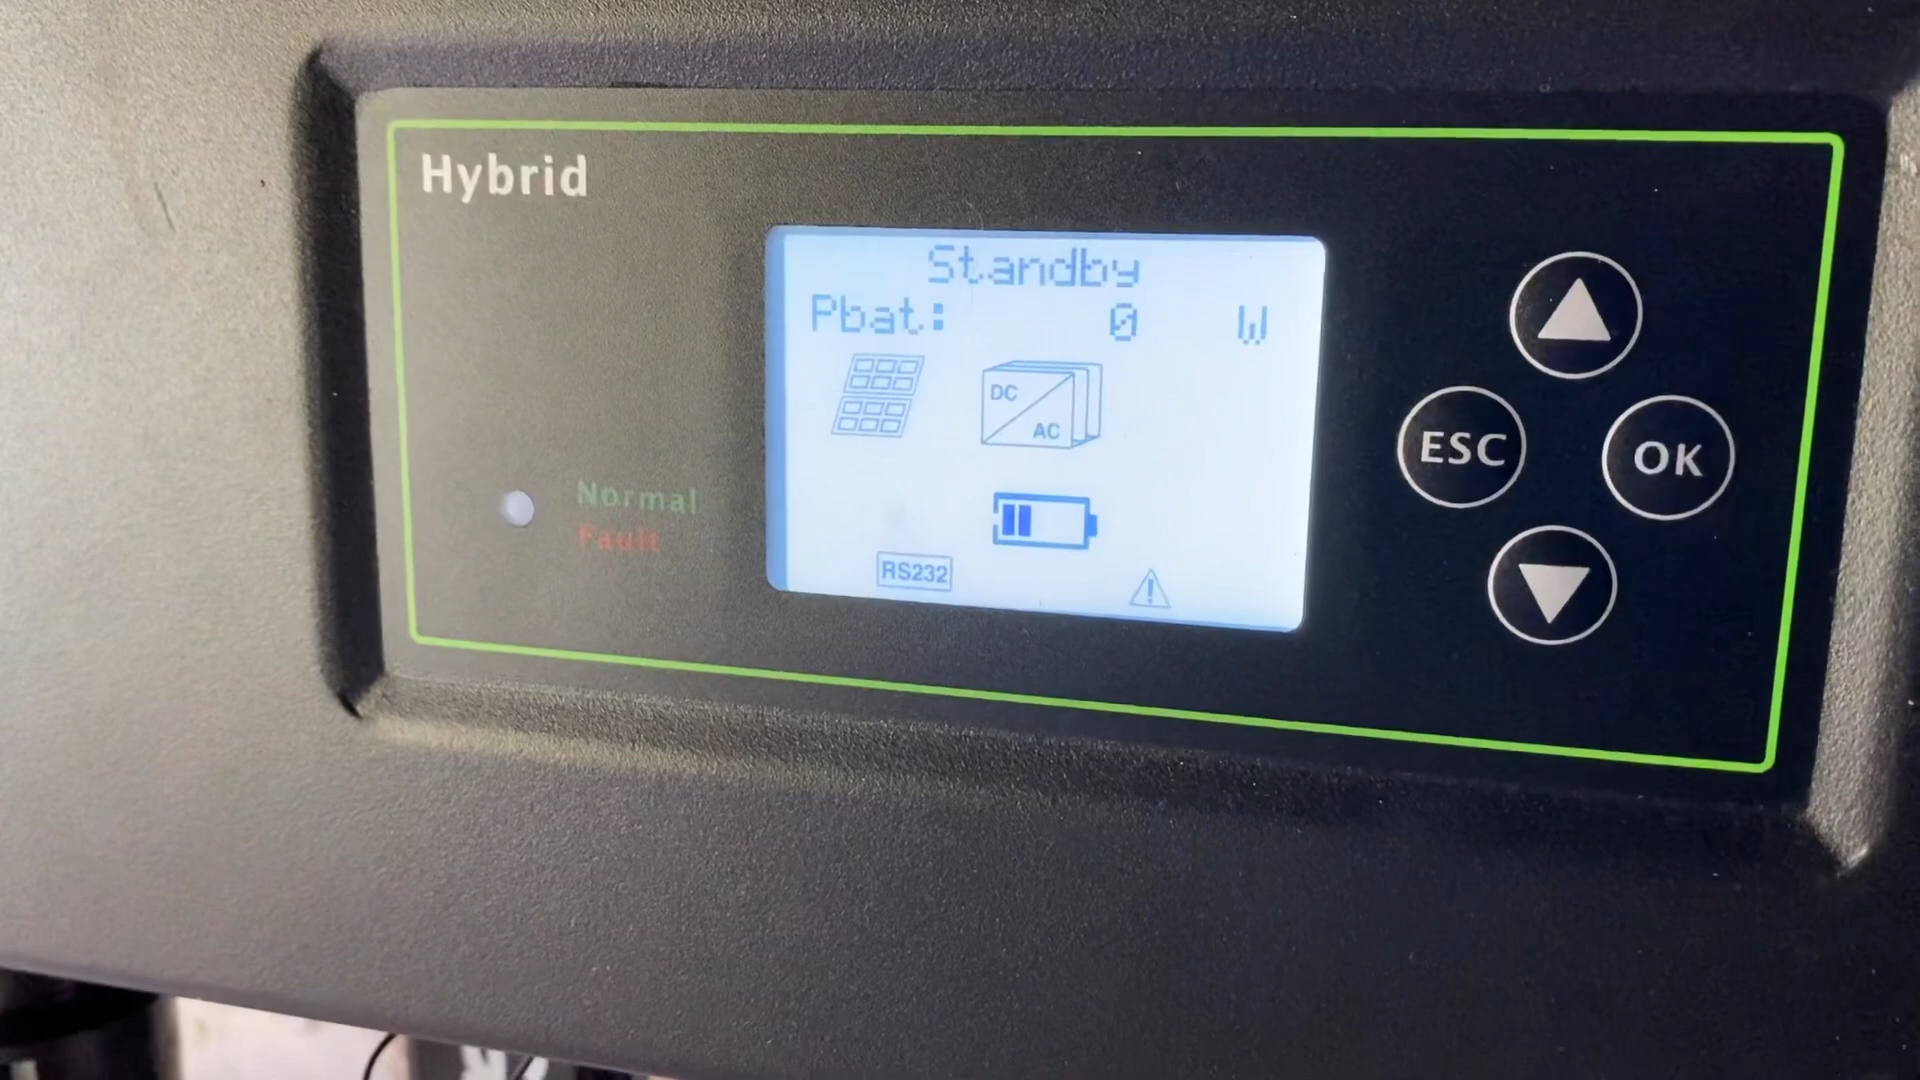 Hybrid
Standby
Pbat: 0 W
DC
AC
ESC
OK
Normal
Fault
RS232